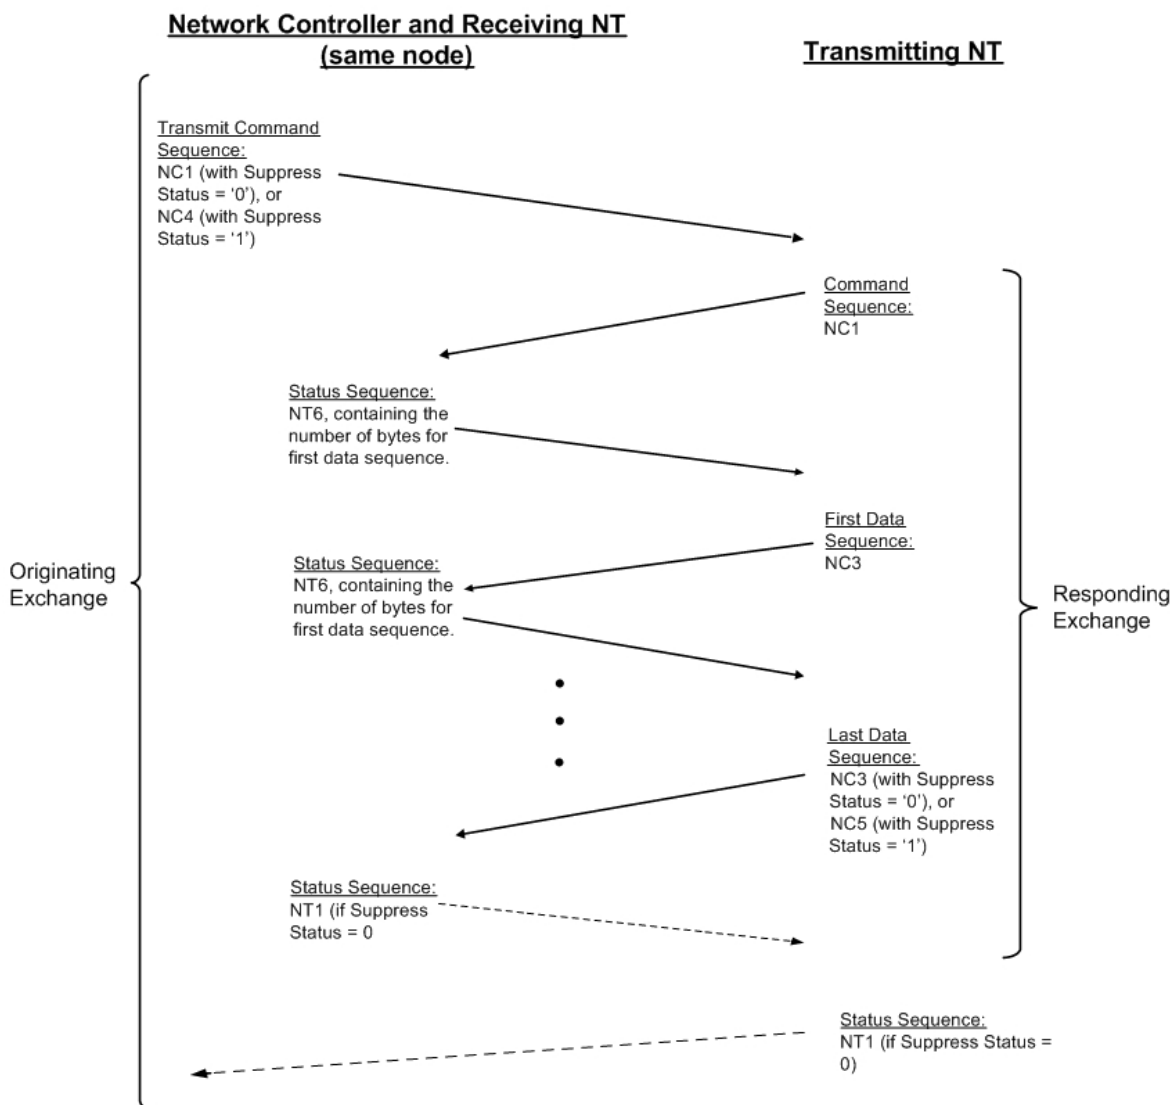 Network Controller and Receiving NT
(same node)
Transmitting NT
Transmit Command
Sequence:
NC1 (with Suppress
Status = ‘0’), or
NC4 (with Suppress
Status = ‘1’)
Command
Sequence:
NC1
Status Sequence:
NT6, containing the
number of bytes for
first data sequence.
First Data
Sequence:
NC3
Status Sequence:
NT6, containing the
number of bytes for
first data sequence.
Originating
Exchange
Responding
Exchange
Last Data
Sequence:
NC3 (with Suppress
Status = ‘0’), or
NC5 (with Suppress
Status = ‘1’)
Status Sequence:
NT1 (if Suppress
Status = 0
Status Sequence:
NT1 (if Suppress Status =
0)